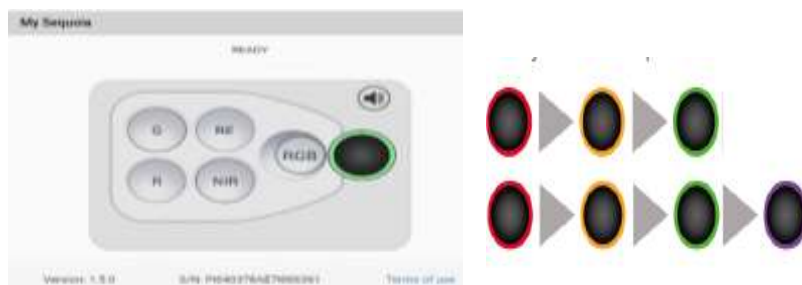 My Sequoia
READY
G
RE
RGB
R
NIR
Version: 1.5.0
Terms of use